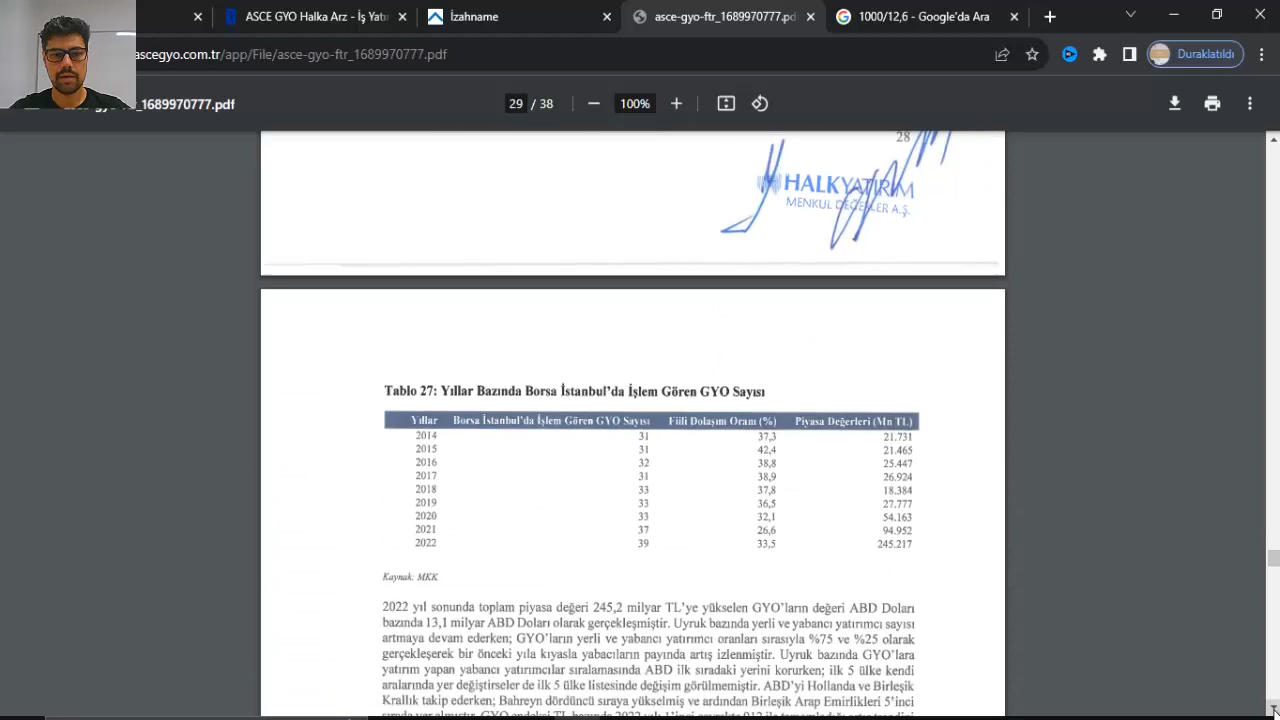 ASCE GYO Halka Arz - İş Yatı
İzahname
asce-gyo-ftr_1689970777.pdf
1000/12,6 - Google'da Ara
ascegyo.com.tr/app/File/asce-gyo-ftr_1689970777.pdf
Duraklatıldı
_1689970777.pdf
29 / 38
100%
28
HALKYATIRIM
MENKUL DEĞERLER A.Ş.
Tablo 27: Yıllar Bazında Borsa İstanbul'da İşlem Gören GYO Sayısı
Yıllar Borsa İstanbul'da İşlem Gören GYO Sayısı Fiili Dolaşım Oranı (%) Piyasa Değerleri (Mn TL)
2014 31 37,3 21.731
2015 31 42,4 21.465
2016 32 38,8 25.447
2017 31 38,9 26.924
2018 33 37,8 18.384
2019 33 36,5 27.777
2020 33 32,1 54.163
2021 37 26,6 94.952
2022 39 33,5 245.217
Kaynak: MKK
2022 yıl sonunda toplam piyasa değeri 245,2 milyar TL'ye yükselen GYO'ların değeri ABD Doları
bazında 13,1 milyar ABD Doları olarak gerçekleşmiştir. Uyruk bazında yerli ve yabancı yatırımcı sayısı
artmaya devam ederken; GYO'ların yerli ve yabancı yatırımcı oranları sırasıyla %75 ve %25 olarak
gerçekleşerek bir önceki yıla kıyasla yabacıların payında artış izlenmiştir. Uyruk bazında GYO'lara
yatırım yapan yabancı yatırımcılar sıralamasında ABD ilk sıradaki yerini korurken; ilk 5 ülke kendi
aralarında yer değiştirseler de ilk 5 ülke listesinde değişim görülmemiştir. ABD'yi Hollanda ve Birleşik
Krallık takip ederken; Bahreyn dördüncü sıraya yükselmiş ve ardından Birleşik Arap Emirlikleri 5'inci